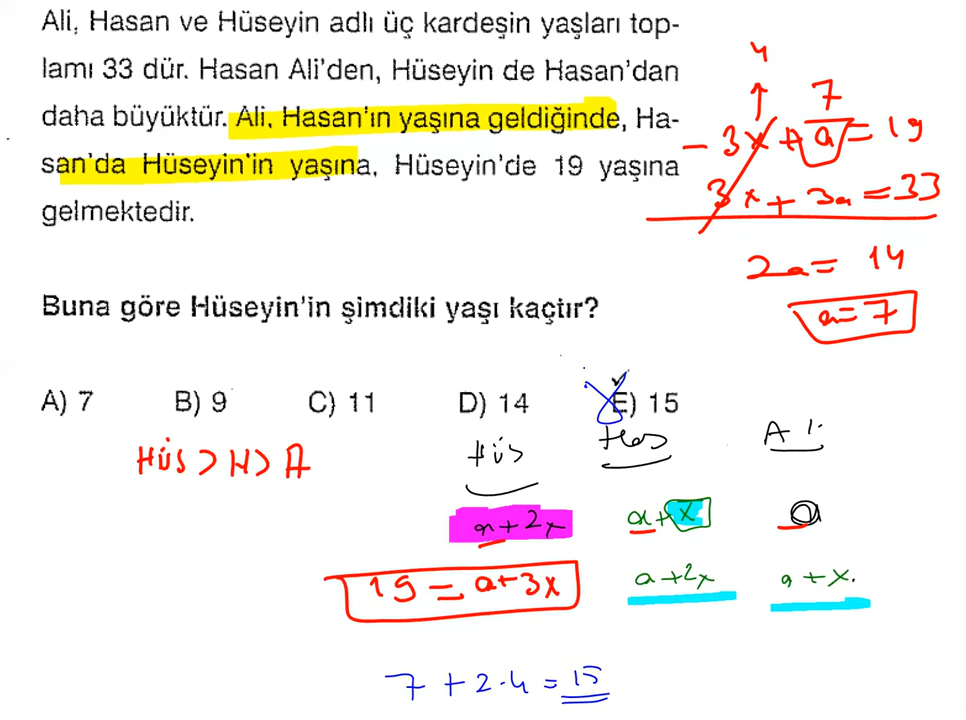 Ali, Hasan ve Hüseyin adlı üç kardeşin yaşları top-
lamı 33 dür. Hasan Ali'den, Hüseyin de Hasan'dan
daha büyüktür. Ali, Hasan'ın yaşına geldiğinde, Ha-
san'da Hüseyin'in yaşına, Hüseyin'de 19 yaşına
gelmektedir.
Buna göre Hüseyin'in şimdiki yaşı kaçtır?
A) 7 B) 9 C) 11 D) 14 E) 15
4
7
- 3x + a = 19
3x + 3a = 33
2a = 14
a = 7
HÜS > H > A
Hüs Has Ali
a + 2x a + x a
19 = a + 3x a + 2x a + x.
7 + 2·4 = 15